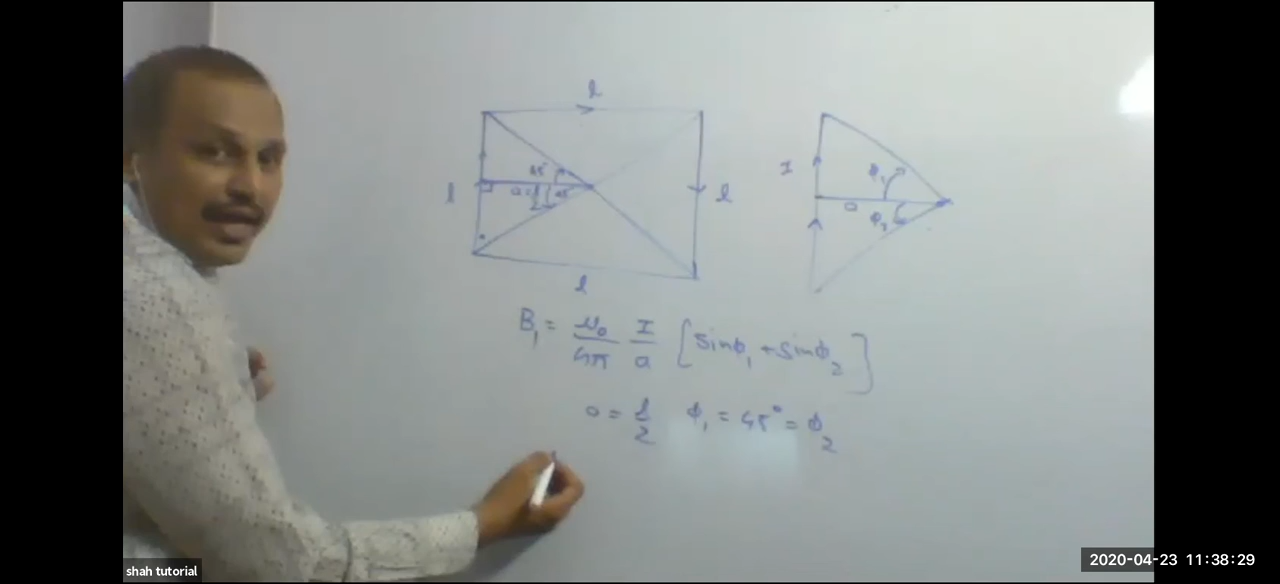 l
45°
a = l/2
45°
l
l
l
I
ϕ₁
a
ϕ₂
B₁ = μ₀/4π I/a [sinϕ₁ + sinϕ₂]
a = l/2 ϕ₁ = 45° = ϕ₂
shah tutorial
2020-04-23 11:38:29